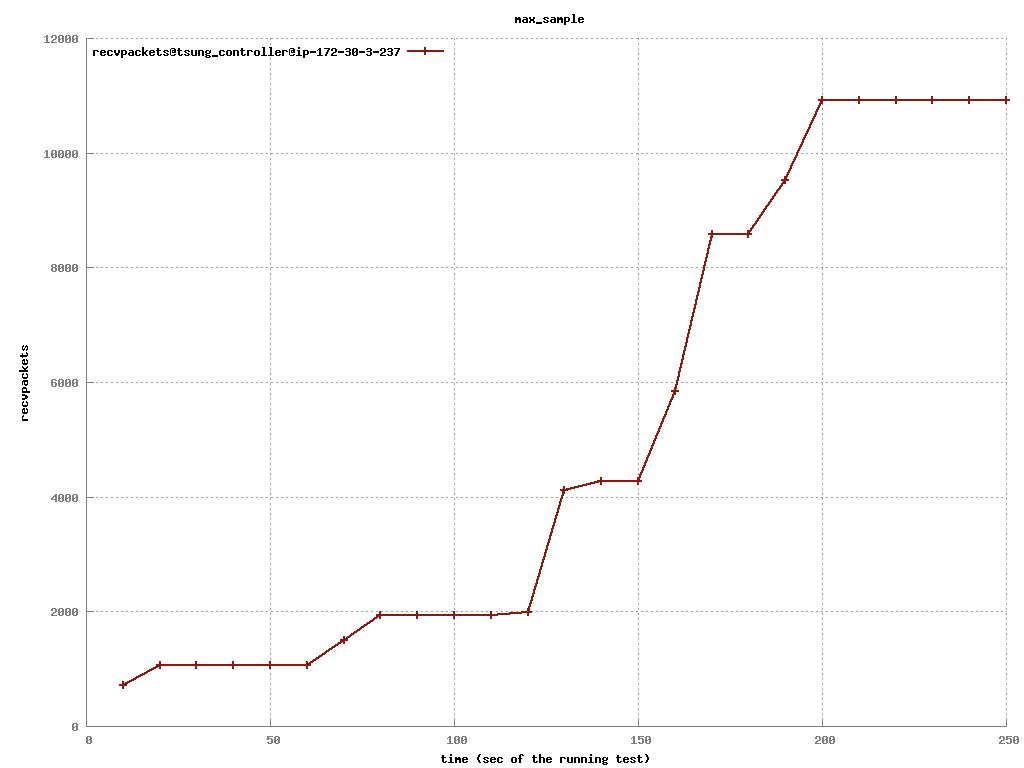 max_sample
recvpackets@tsung_controller@ip-172-30-3-237
12000
10000
8000
6000
4000
2000
0
recvpackets
0 50 100 150 200 250
time (sec of the running test)